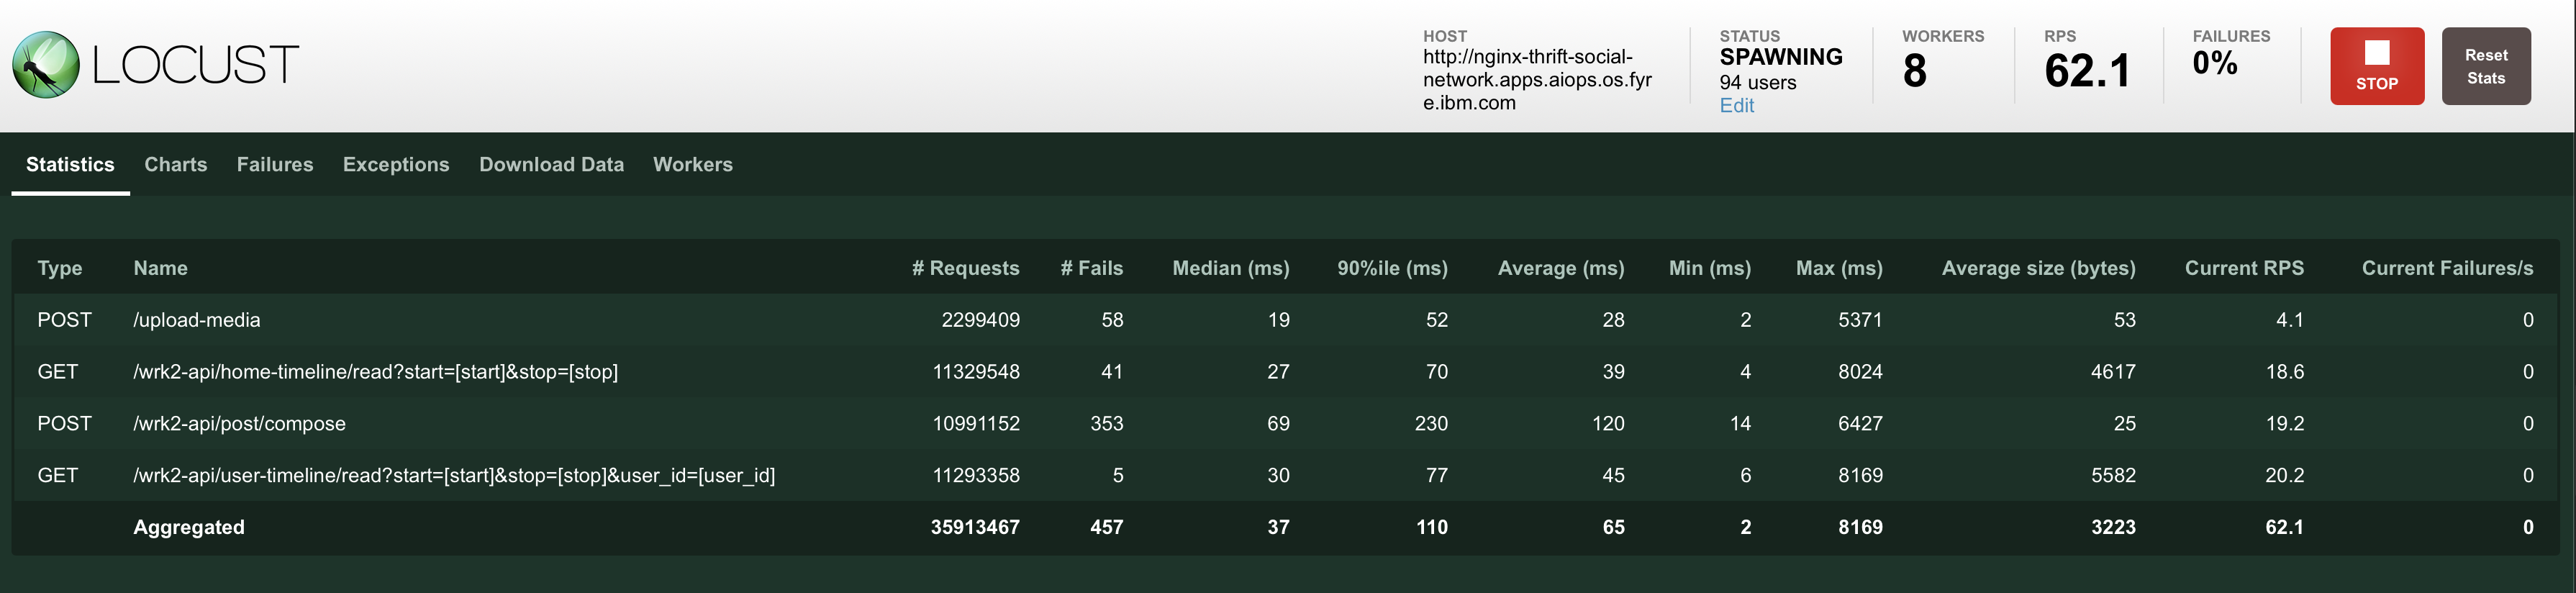 LOCUST
HOST
http://nginx-thrift-social-
network.apps.aiops.os.fyr
e.ibm.com
STATUS
SPAWNING
94 users
Edit
WORKERS
8
RPS
62.1
FAILURES
0%
STOP
Reset
Stats
Statistics Charts Failures Exceptions Download Data Workers
Type Name # Requests # Fails Median (ms) 90%ile (ms) Average (ms) Min (ms) Max (ms) Average size (bytes) Current RPS Current Failures/s
POST /upload-media 2299409 58 19 52 28 2 5371 53 4.1 0
GET /wrk2-api/home-timeline/read?start=[start]&stop=[stop] 11329548 41 27 70 39 4 8024 4617 18.6 0
POST /wrk2-api/post/compose 10991152 353 69 230 120 14 6427 25 19.2 0
GET /wrk2-api/user-timeline/read?start=[start]&stop=[stop]&user_id=[user_id] 11293358 5 30 77 45 6 8169 5582 20.2 0
Aggregated 35913467 457 37 110 65 2 8169 3223 62.1 0